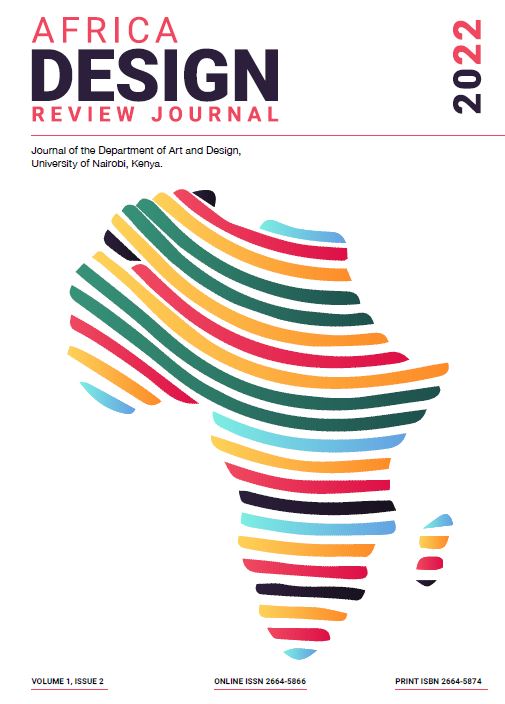 AFRICA
DESIGN
REVIEW JOURNAL
2022
Journal of the Department of Art and Design,
University of Nairobi, Kenya.
VOLUME 1, ISSUE 2
ONLINE ISSN 2664-5866
PRINT ISBN 2664-5874